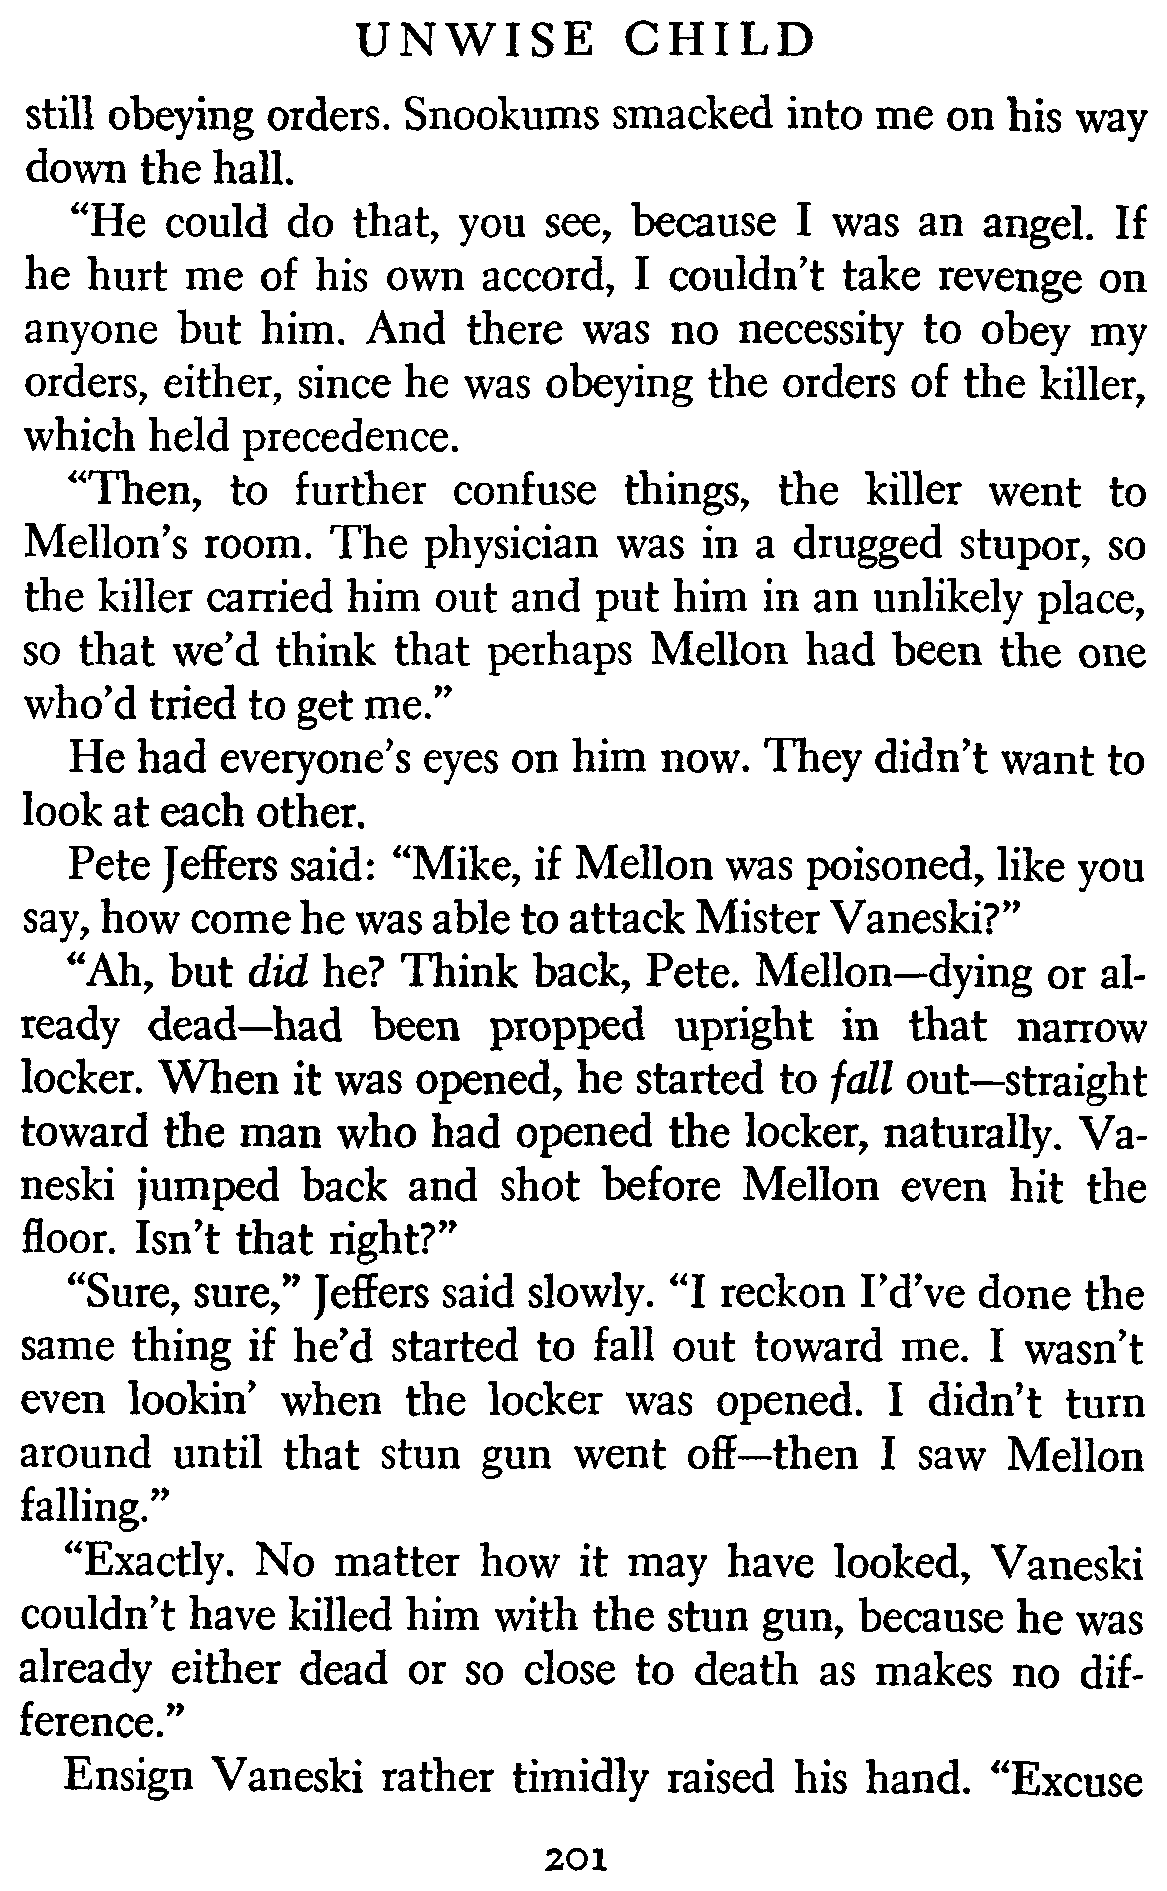 UNWISE CHILD
still obeying orders. Snookums smacked into me on his way
down the hall.
“He could do that, you see, because I was an angel. If
he hurt me of his own accord, I couldn’t take revenge on
anyone but him. And there was no necessity to obey my
orders, either, since he was obeying the orders of the killer,
which held precedence.
“Then, to further confuse things, the killer went to
Mellon’s room. The physician was in a drugged stupor, so
the killer carried him out and put him in an unlikely place,
so that we’d think that perhaps Mellon had been the one
who’d tried to get me.”
He had everyone’s eyes on him now. They didn’t want to
look at each other.
Pete Jeffers said: “Mike, if Mellon was poisoned, like you
say, how come he was able to attack Mister Vaneski?”
“Ah, but did he? Think back, Pete. Mellon—dying or al-
ready dead—had been propped upright in that narrow
locker. When it was opened, he started to fall out—straight
toward the man who had opened the locker, naturally. Va-
neski jumped back and shot before Mellon even hit the
floor. Isn’t that right?”
“Sure, sure,” Jeffers said slowly. “I reckon I’d’ve done the
same thing if he’d started to fall out toward me. I wasn’t
even lookin’ when the locker was opened. I didn’t turn
around until that stun gun went off—then I saw Mellon
falling.”
“Exactly. No matter how it may have looked, Vaneski
couldn’t have killed him with the stun gun, because he was
already either dead or so close to death as makes no dif-
ference.”
Ensign Vaneski rather timidly raised his hand. “Excuse
201